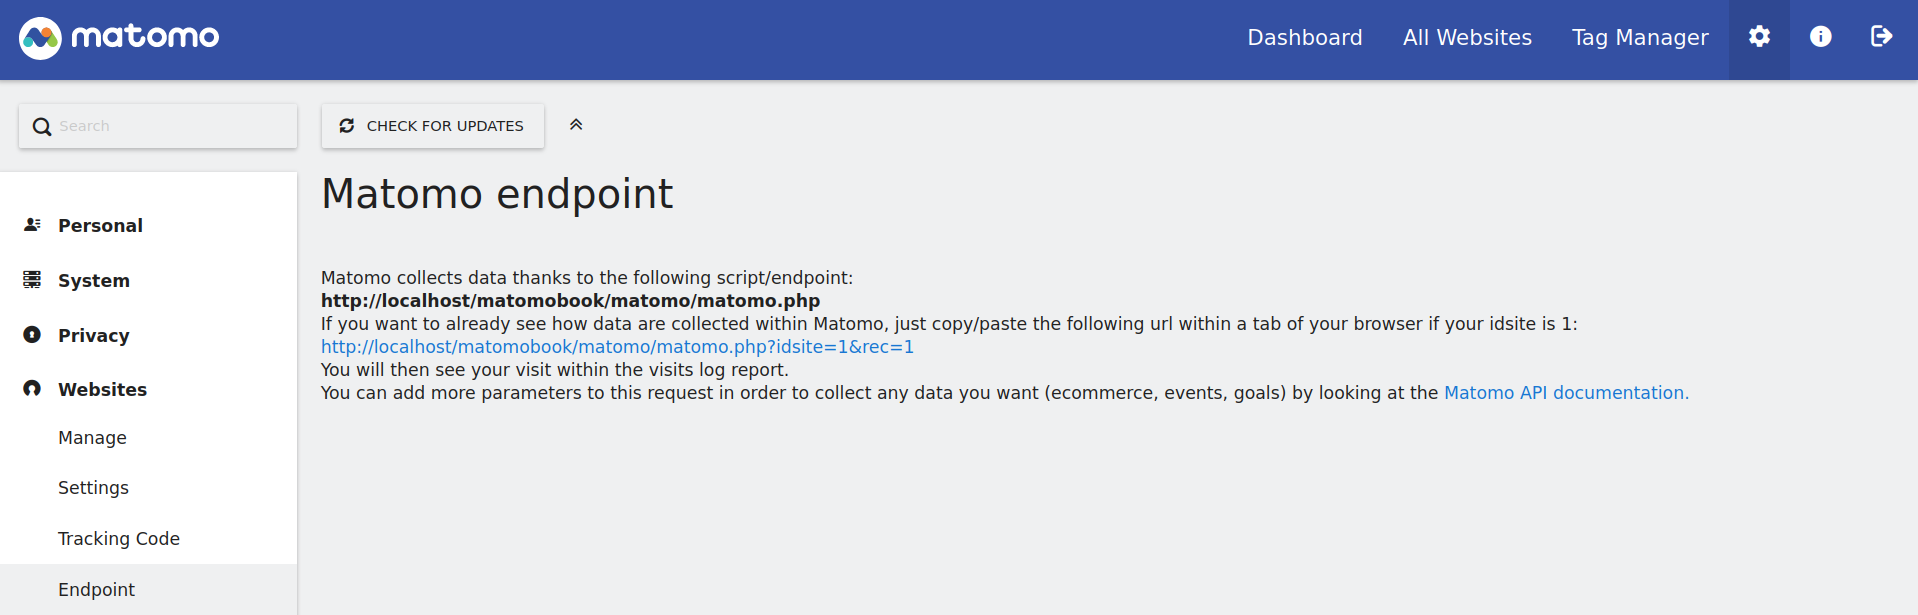 matomo
Dashboard
All Websites
Tag Manager
Search
CHECK FOR UPDATES
Personal
System
Privacy
Websites
Manage
Settings
Tracking Code
Endpoint
Matomo endpoint
Matomo collects data thanks to the following script/endpoint:
http://localhost/matomobook/matomo/matomo.php
If you want to already see how data are collected within Matomo, just copy/paste the following url within a tab of your browser if your idsite is 1:
http://localhost/matomobook/matomo/matomo.php?idsite=1&rec=1
You will then see your visit within the visits log report.
You can add more parameters to this request in order to collect any data you want (ecommerce, events, goals) by looking at the Matomo API documentation.